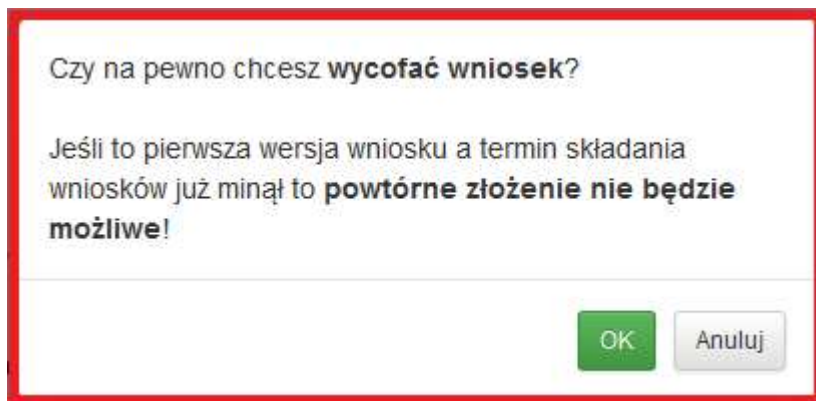 Czy na pewno chcesz wycofać wniosek?
Jeśli to pierwsza wersja wniosku a termin składania
wniosków już minął to powtórne złożenie nie będzie
możliwe!
OK
Anuluj